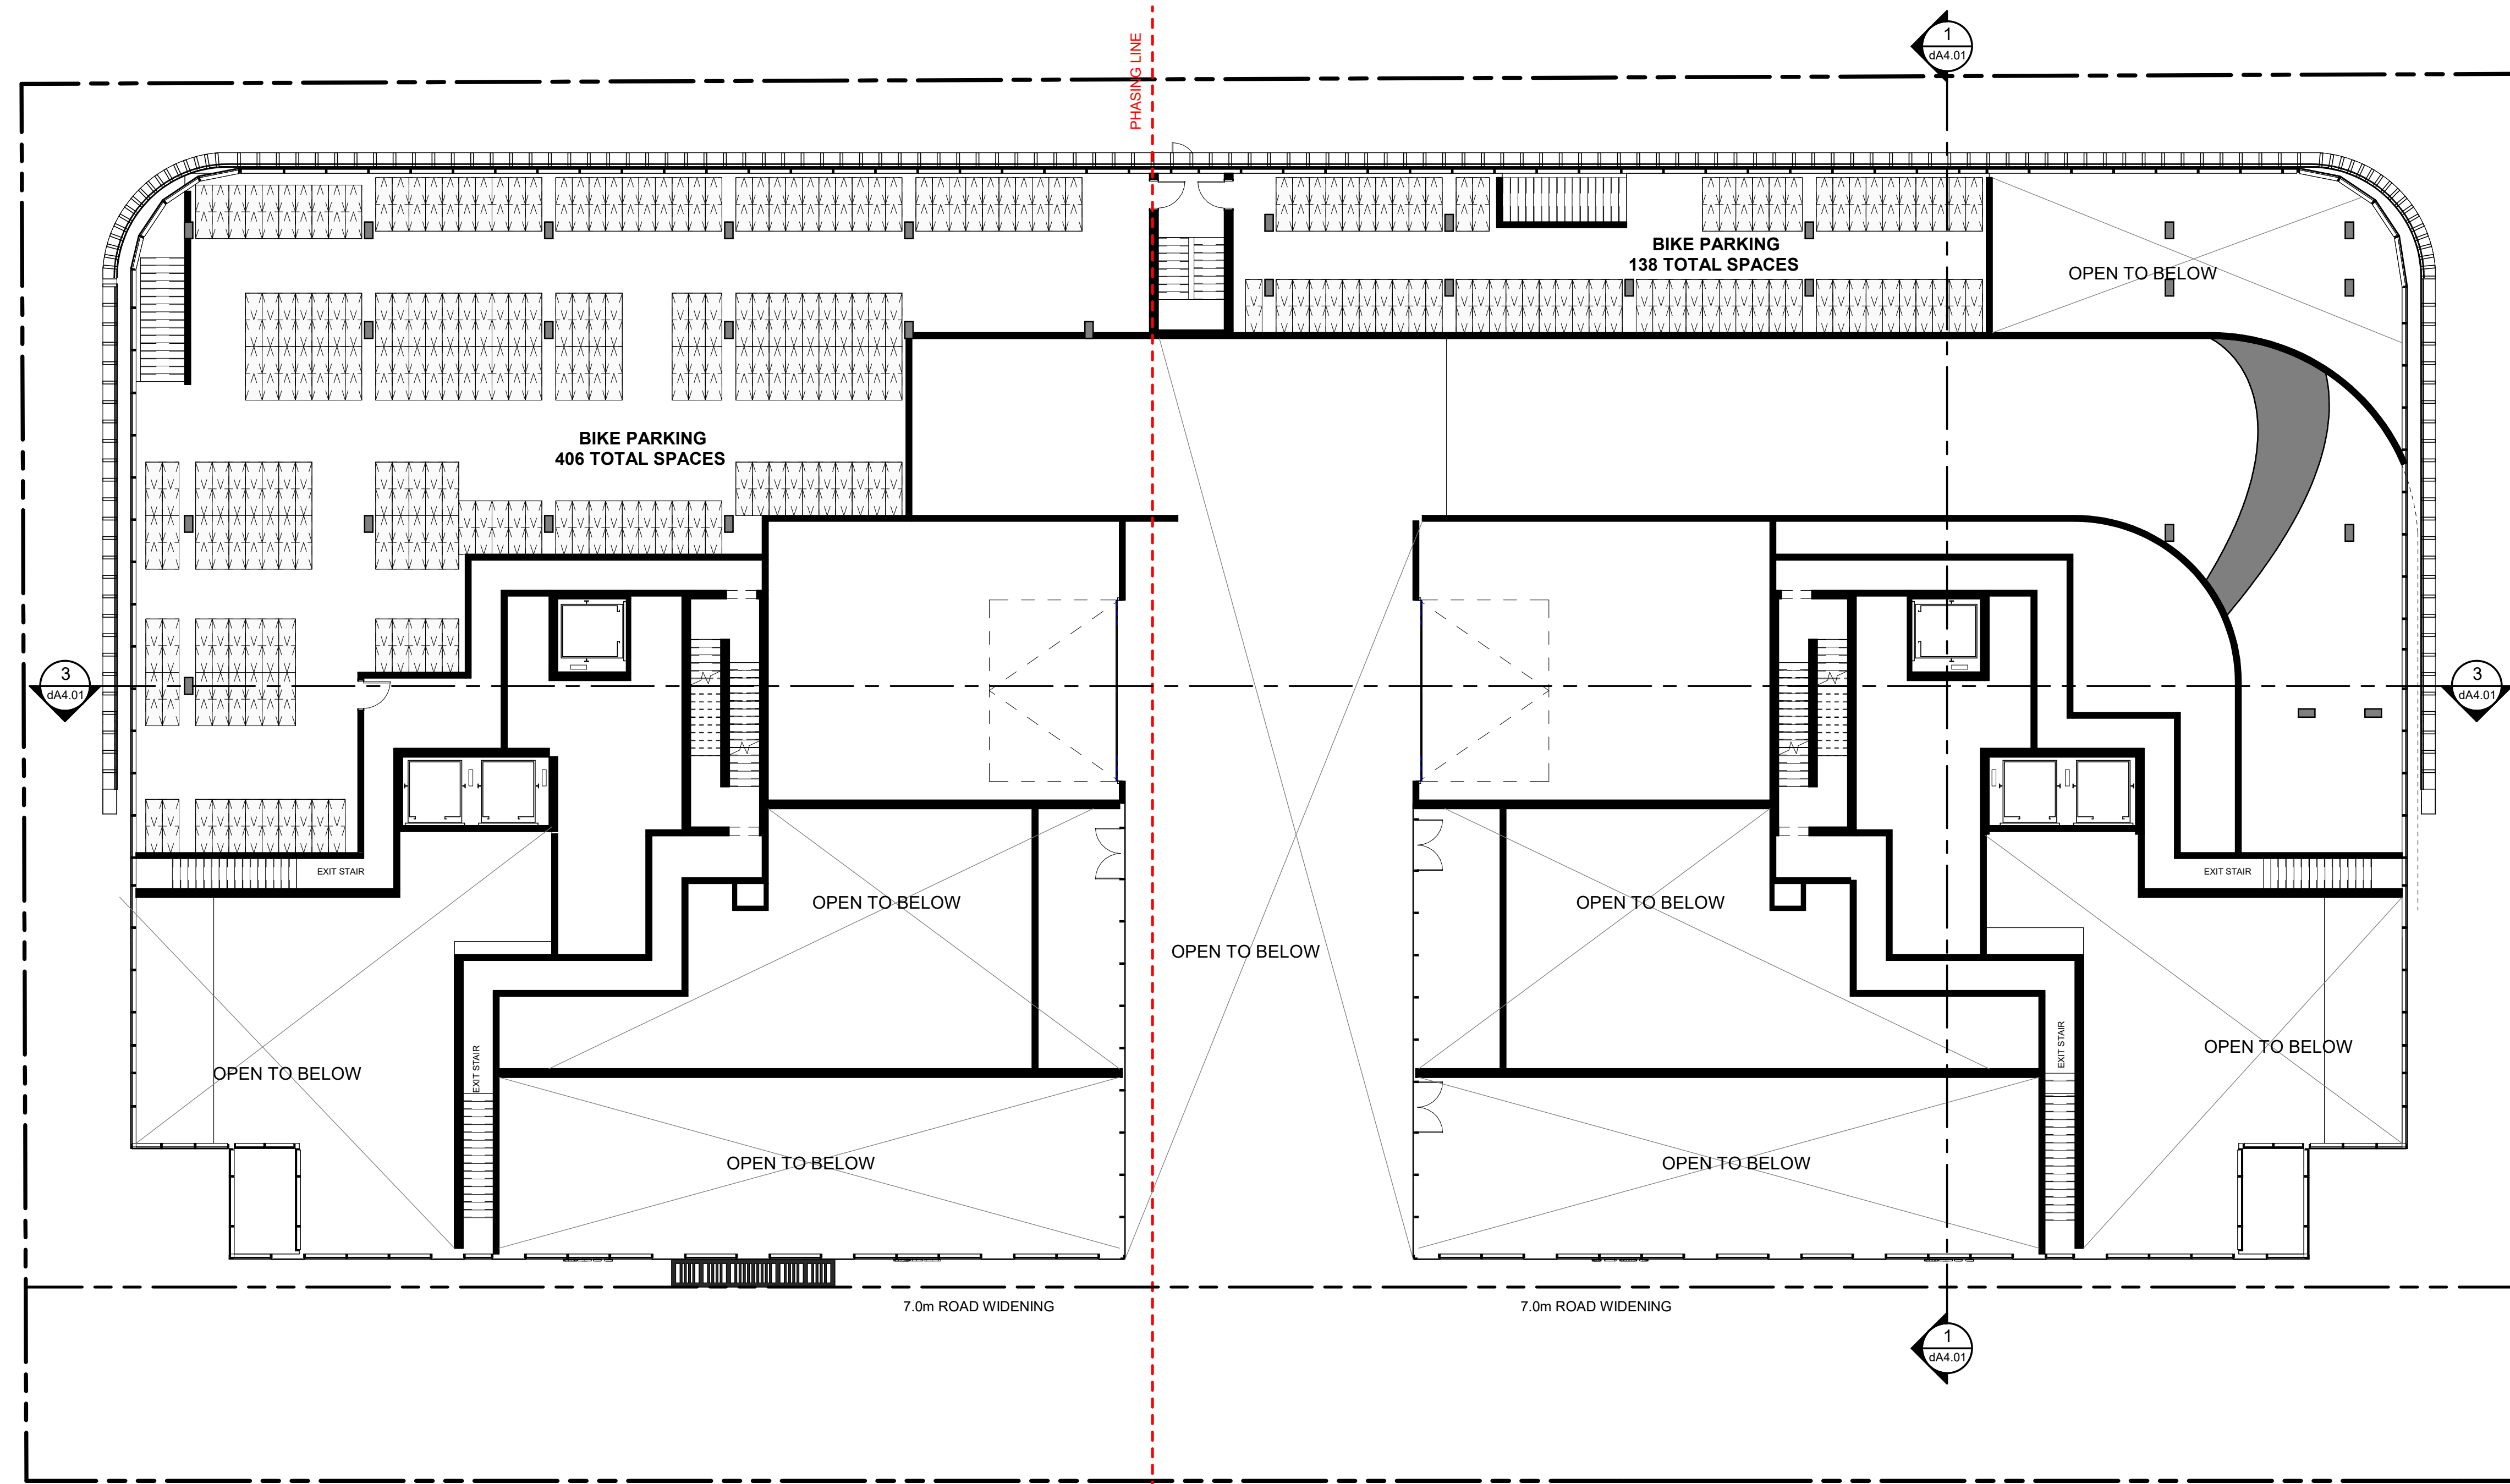 PHASING LINE
1
dA4.01
BIKE PARKING
138 TOTAL SPACES
OPEN TO BELOW
BIKE PARKING
406 TOTAL SPACES
3
dA4.01
3
dA4.01
EXIT STAIR
EXIT STAIR
OPEN TO BELOW
OPEN TO BELOW
OPEN TO BELOW
EXIT STAIR
EXIT STAIR
OPEN TO BELOW
OPEN TO BELOW
OPEN TO BELOW
OPEN TO BELOW
7.0m ROAD WIDENING
7.0m ROAD WIDENING
1
dA4.01